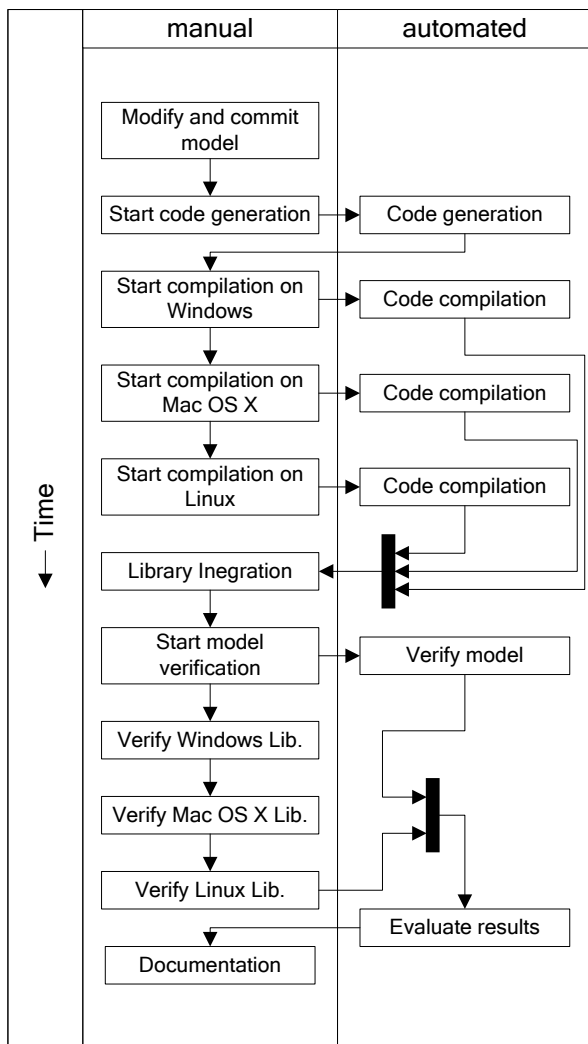 manual
automated
Modify and commit
model
Start code generation
Code generation
Start compilation on
Windows
Code compilation
Start compilation on
Mac OS X
Code compilation
Start compilation on
Linux
Code compilation
Time
Library Inegration
Start model
verification
Verify model
Verify Windows Lib.
Verify Mac OS X Lib.
Verify Linux Lib.
Evaluate results
Documentation